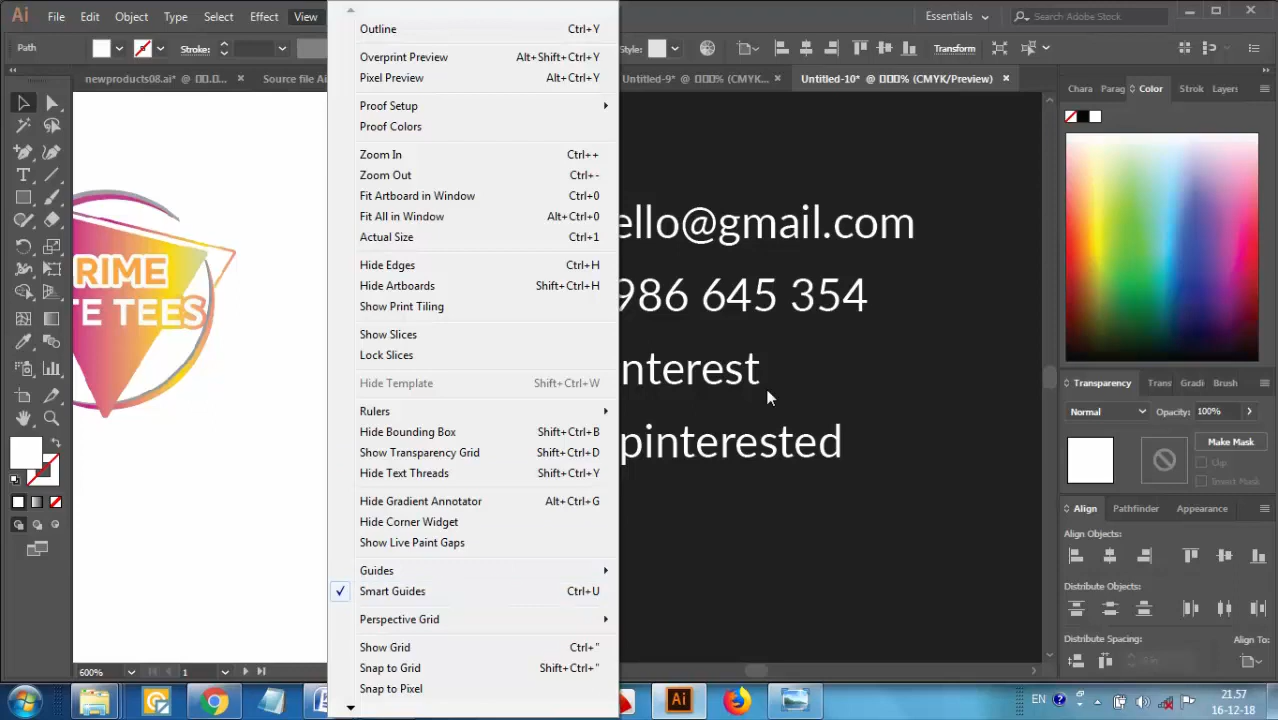 Ai File Edit Object Type Select Effect View
Essentials
Search Adobe Stock
Path
Stroke:
Style:
Transform
newproducts08.ai* @
Source file Ai
Untitled-9* @ (CMYK...
Untitled-10* @ (CMYK/Preview)
Outline Ctrl+Y
Overprint Preview Alt+Shift+Ctrl+Y
Pixel Preview Alt+Ctrl+Y
Proof Setup
Proof Colors
Zoom In Ctrl++
Zoom Out Ctrl+-
Fit Artboard in Window Ctrl+0
Fit All in Window Alt+Ctrl+0
Actual Size Ctrl+1
Hide Edges Ctrl+H
Hide Artboards Shift+Ctrl+H
Show Print Tiling
Show Slices
Lock Slices
Hide Template Shift+Ctrl+W
Rulers
Hide Bounding Box Shift+Ctrl+B
Show Transparency Grid Shift+Ctrl+D
Hide Text Threads Shift+Ctrl+Y
Hide Gradient Annotator Alt+Ctrl+G
Hide Corner Widget
Show Live Paint Gaps
Guides
Smart Guides Ctrl+U
Perspective Grid
Show Grid Ctrl+"
Snap to Grid Shift+Ctrl+"
Snap to Pixel
RIME
TE TEES
ello@gmail.com
986 645 354
nterest
pinterested
Chara Parag Color Strok Layers
Transparency Trans Gradi Brush
Normal Opacity: 100%
Make Mask
Clip
Invert Mask
Align Pathfinder Appearance
Align Objects:
Distribute Objects:
Distribute Spacing: Align To:
600% 1
Ai
EN
21.57
16-12-18